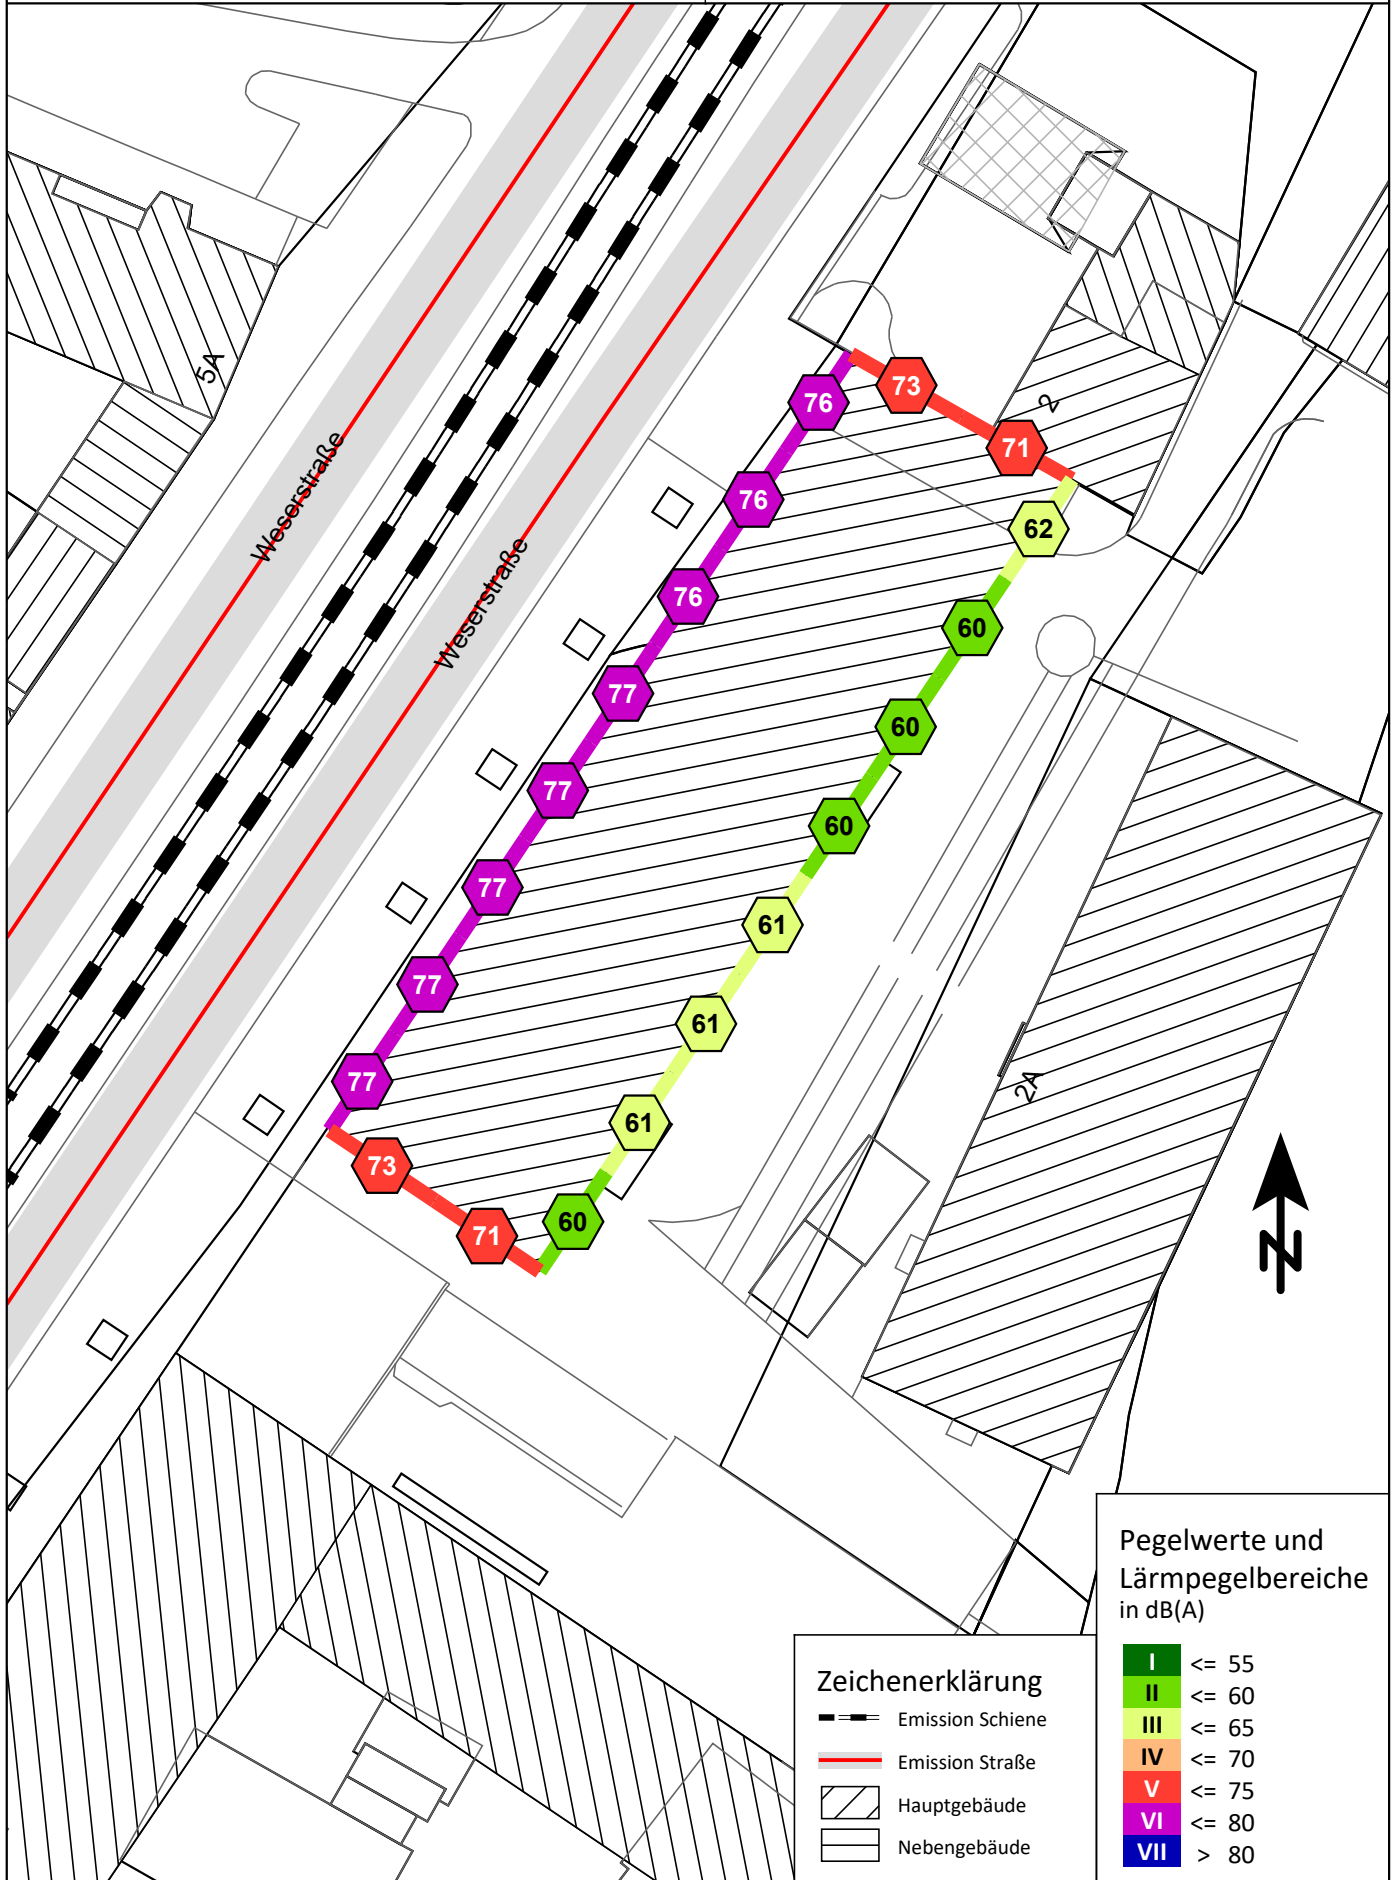 5A
Weserstraße
Weserstraße
2
2A
76
73
71
76
62
76
60
77
60
77
60
77
61
77
61
77
61
73
60
71
N
Pegelwerte und
Lärmpegelbereiche
in dB(A)
I <= 55
II <= 60
III <= 65
IV <= 70
V <= 75
VI <= 80
VII > 80
Zeichenerklärung
Emission Schiene
Emission Straße
Hauptgebäude
Nebengebäude